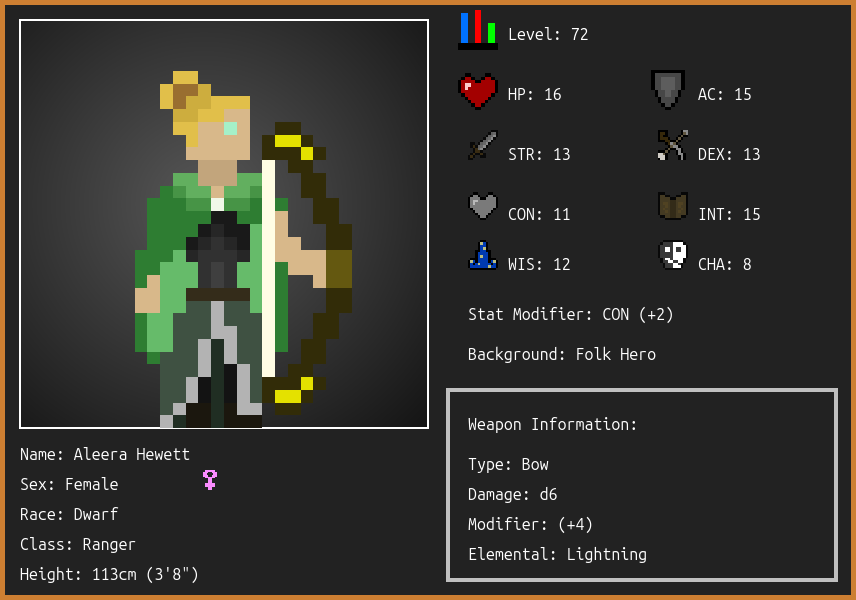 Level: 72
HP: 16
AC: 15
STR: 13
DEX: 13
CON: 11
INT: 15
WIS: 12
CHA: 8
Stat Modifier: CON (+2)
Background: Folk Hero
Weapon Information:
Type: Bow
Damage: d6
Modifier: (+4)
Elemental: Lightning
Name: Aleera Hewett
Sex: Female
Race: Dwarf
Class: Ranger
Height: 113cm (3'8")